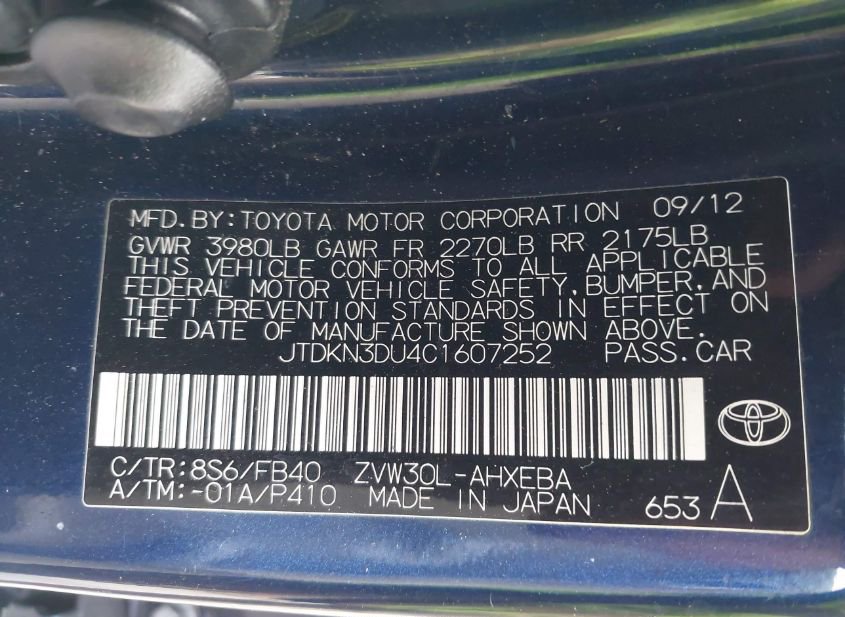 MFD.BY:TOYOTA MOTOR CORPORATION 09/12
GVWR 3980LB GAWR FR 2270LB RR 2175LB
THIS VEHICLE CONFORMS TO ALL APPLICABLE
FEDERAL MOTOR VEHICLE SAFETY,BUMPER,AND
THEFT PREVENTION STANDARDS IN EFFECT ON
THE DATE OF MANUFACTURE SHOWN ABOVE.
JTDKN3DU4C1607252 PASS.CAR
C/TR:8S6/FB40 ZVW30L-AHXEBA
A/TM:-01A/P410 MADE IN JAPAN 653 A